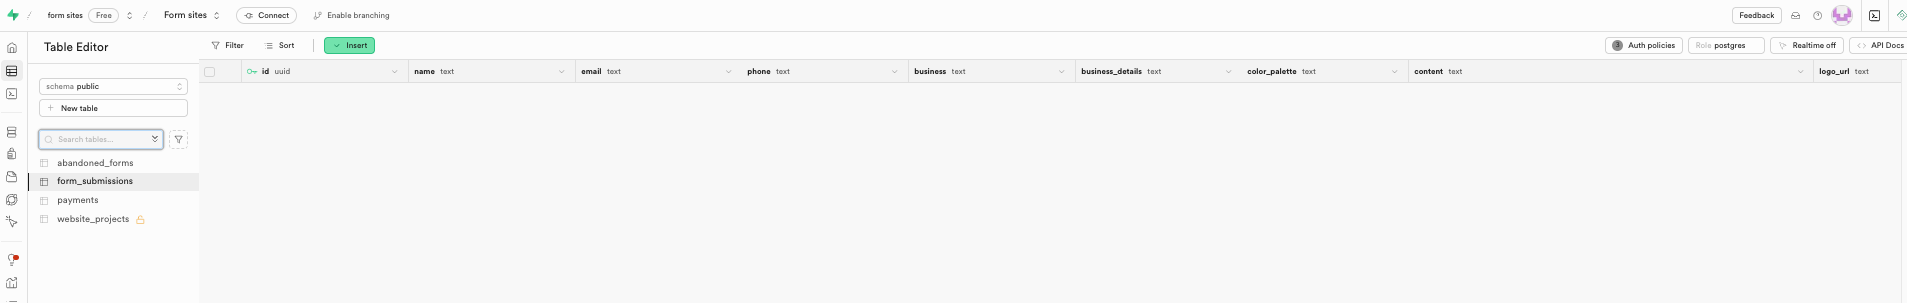 form sites Free Form sites Connect Enable branching Feedback
Table Editor Filter Sort Insert 3 Auth policies Role postgres Realtime off API Docs
id uuid name text email text phone text business text business_details text color_palette text content text logo_url text
schema public
New table
Search tables...
abandoned_forms
form_submissions
payments
website_projects